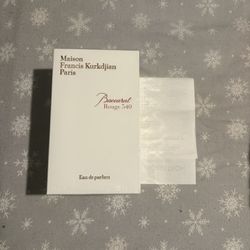 Maison
Francis Kurkdjian
Paris
Baccarat
Rouge 540
Eau de parfum